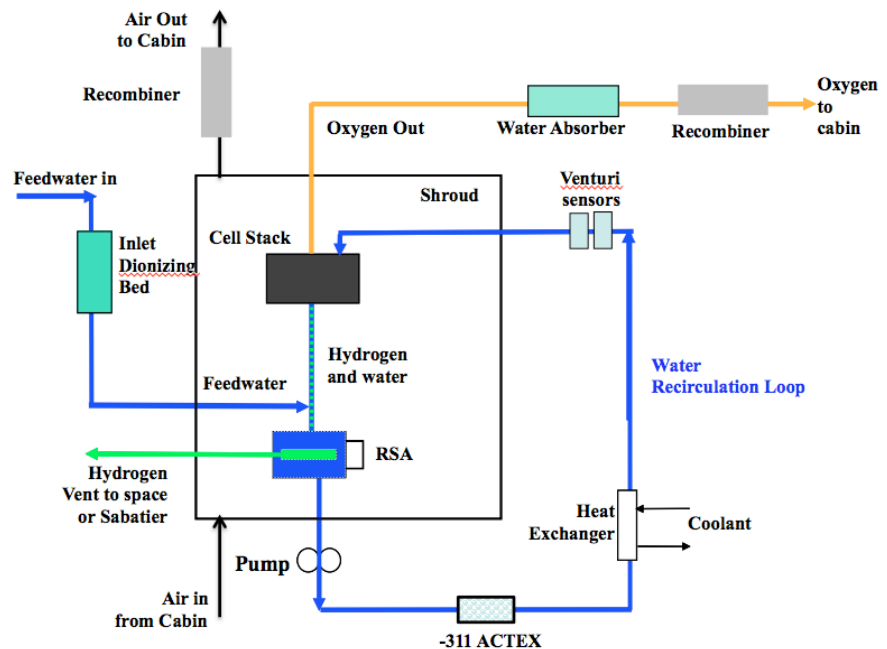 Air Out
to Cabin
Recombiner
Oxygen Out
Water Absorber
Recombiner
Oxygen
to
cabin
Feedwater in
Shroud
Venturi
sensors
Cell Stack
Inlet
Dionizing
Bed
Hydrogen
and water
Feedwater
Water
Recirculation Loop
RSA
Hydrogen
Vent to space
or Sabatier
Heat
Exchanger
Coolant
Pump
Air in
from Cabin
-311 ACTEX